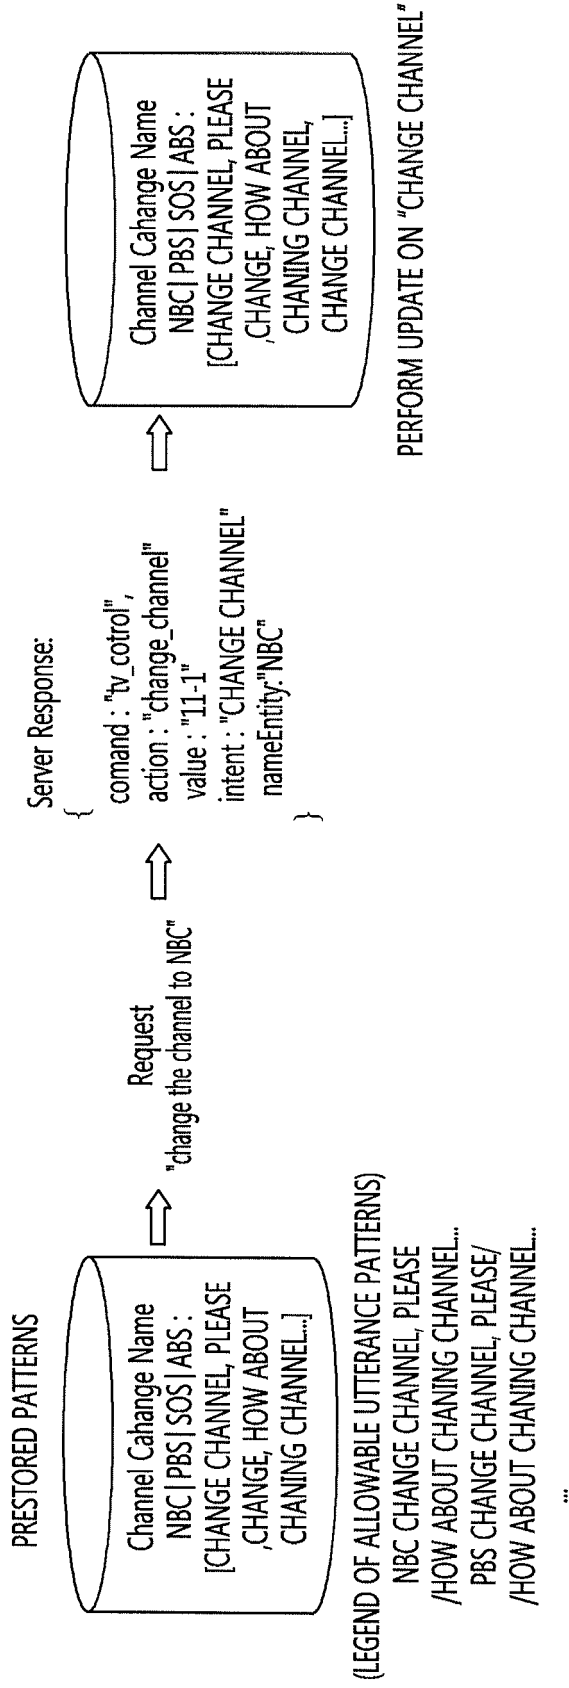 PRESTORED PATTERNS
Channel Cahange Name
NBC|PBS|SOS|ABS :
[CHANGE CHANNEL, PLEASE
,CHANGE, HOW ABOUT
CHANING CHANNEL...]
(LEGEND OF ALLOWABLE UTTERANCE PATTERNS)
NBC CHANGE CHANNEL, PLEASE
/HOW ABOUT CHANING CHANNEL...
PBS CHANGE CHANNEL, PLEASE/
/HOW ABOUT CHANING CHANNEL...
...
Request
"change the channel to NBC"
Server Response:
{
comand : "tv_cotrol",
action : "change_channel"
value : "11-1"
intent : "CHANGE CHANNEL"
nameEntity:"NBC"
}
Channel Cahange Name
NBC|PBS|SOS|ABS :
[CHANGE CHANNEL, PLEASE
,CHANGE, HOW ABOUT
CHANING CHANNEL,
CHANGE CHANNEL...]
PERFORM UPDATE ON "CHANGE CHANNEL"